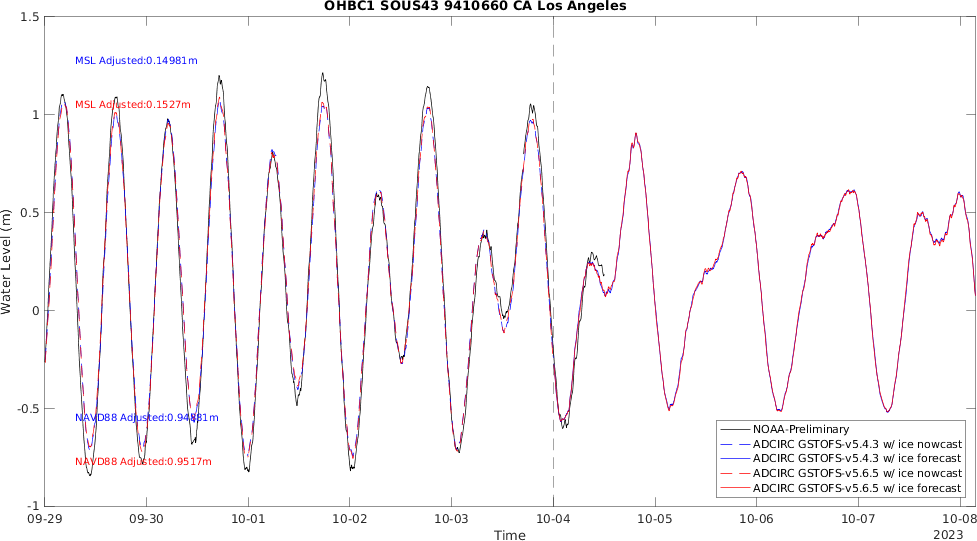 OHBC1 SOUS43 9410660 CA Los Angeles
1.5
MSL Adjusted:0.14981m
MSL Adjusted:0.1527m
1
0.5
Water Level (m)
0
-0.5
NAVD88 Adjusted:0.94881m
NAVD88 Adjusted:0.9517m
NOAA-Preliminary
ADCIRC GSTOFS-v5.4.3 w/ ice nowcast
ADCIRC GSTOFS-v5.4.3 w/ ice forecast
ADCIRC GSTOFS-v5.6.5 w/ ice nowcast
ADCIRC GSTOFS-v5.6.5 w/ ice forecast
-1
09-29 09-30 10-01 10-02 10-03 10-04 10-05 10-06 10-07 10-08
Time
2023